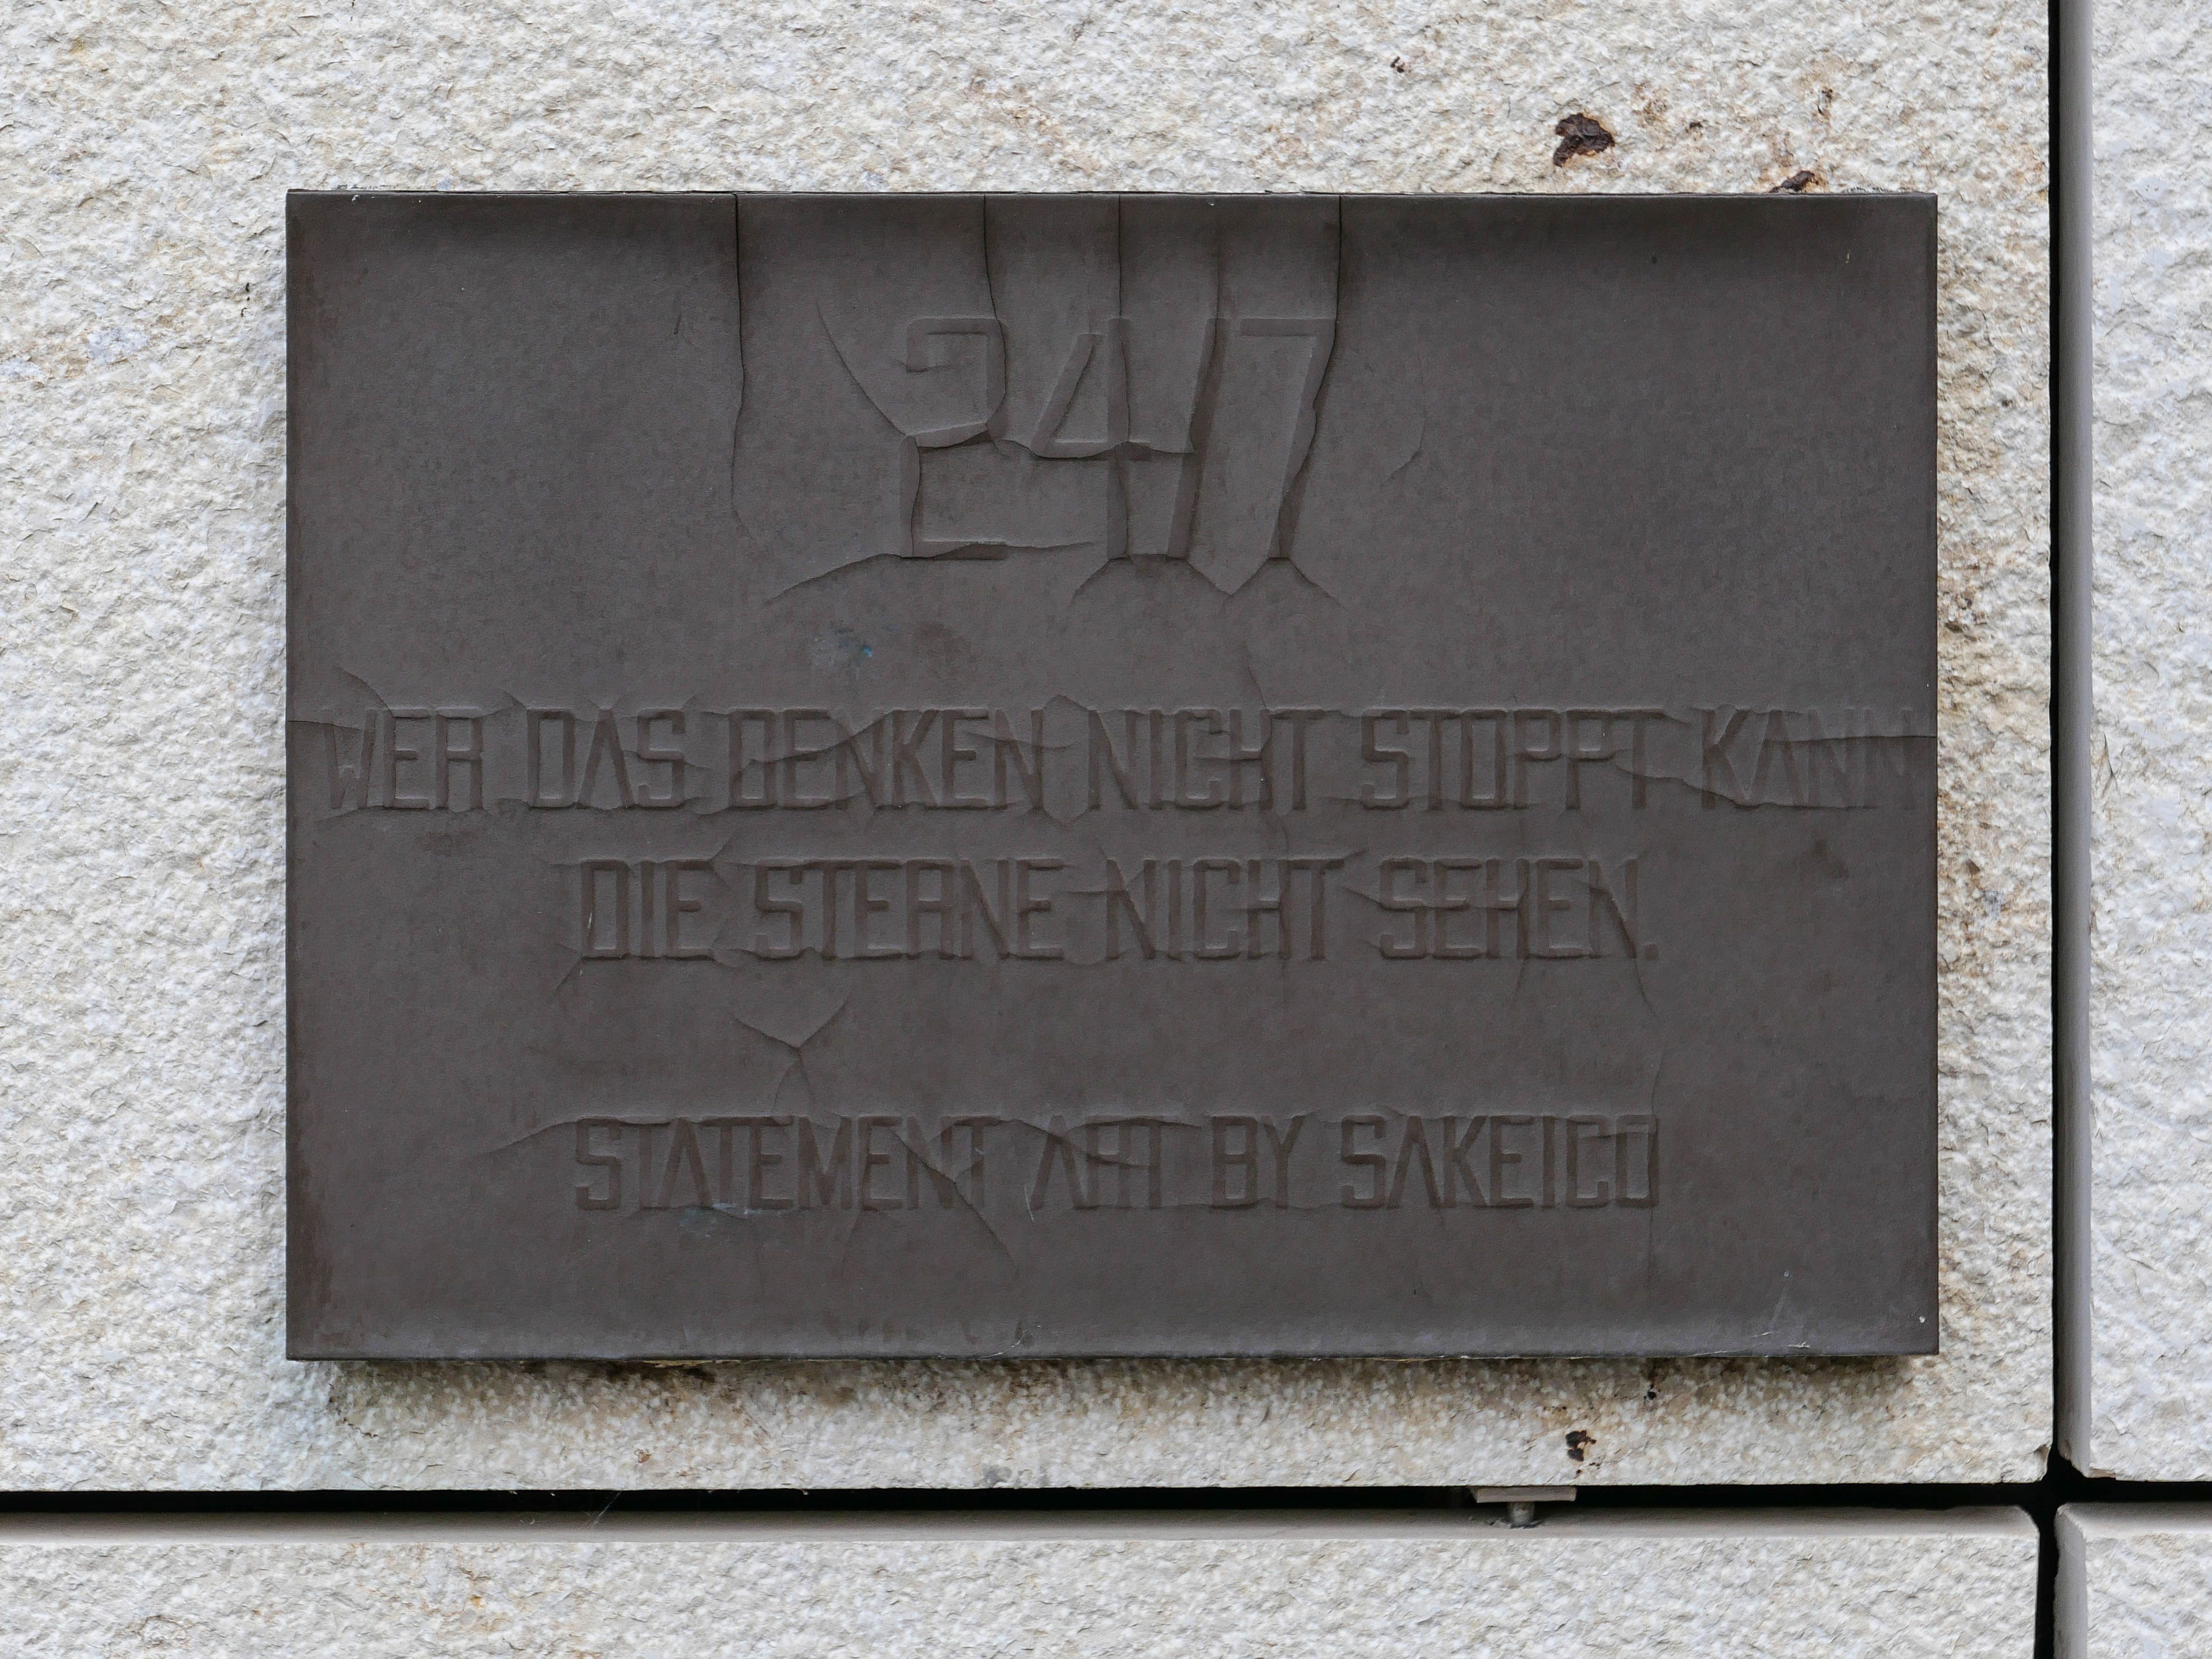 24/7
WER DAS DENKEN NICHT STOPPT KANN
DIE STERNE NICHT SEHEN.
STATEMENT ART BY SAKEICO